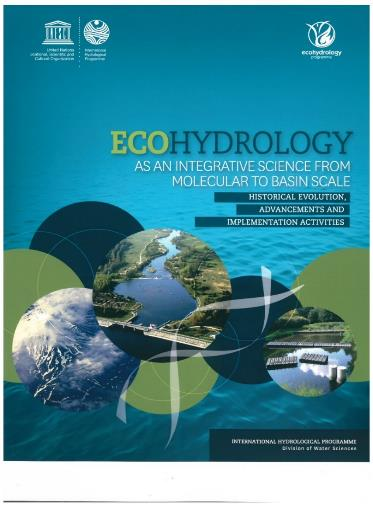 United Nations
Educational, Scientific and
Cultural Organization
International
Hydrological
Programme
ecohydrology
programme
ECOHYDROLOGY
AS AN INTEGRATIVE SCIENCE FROM
MOLECULAR TO BASIN SCALE
HISTORICAL EVOLUTION,
ADVANCEMENTS AND
IMPLEMENTATION ACTIVITIES
INTERNATIONAL HYDROLOGICAL PROGRAMME
Division of Water Sciences